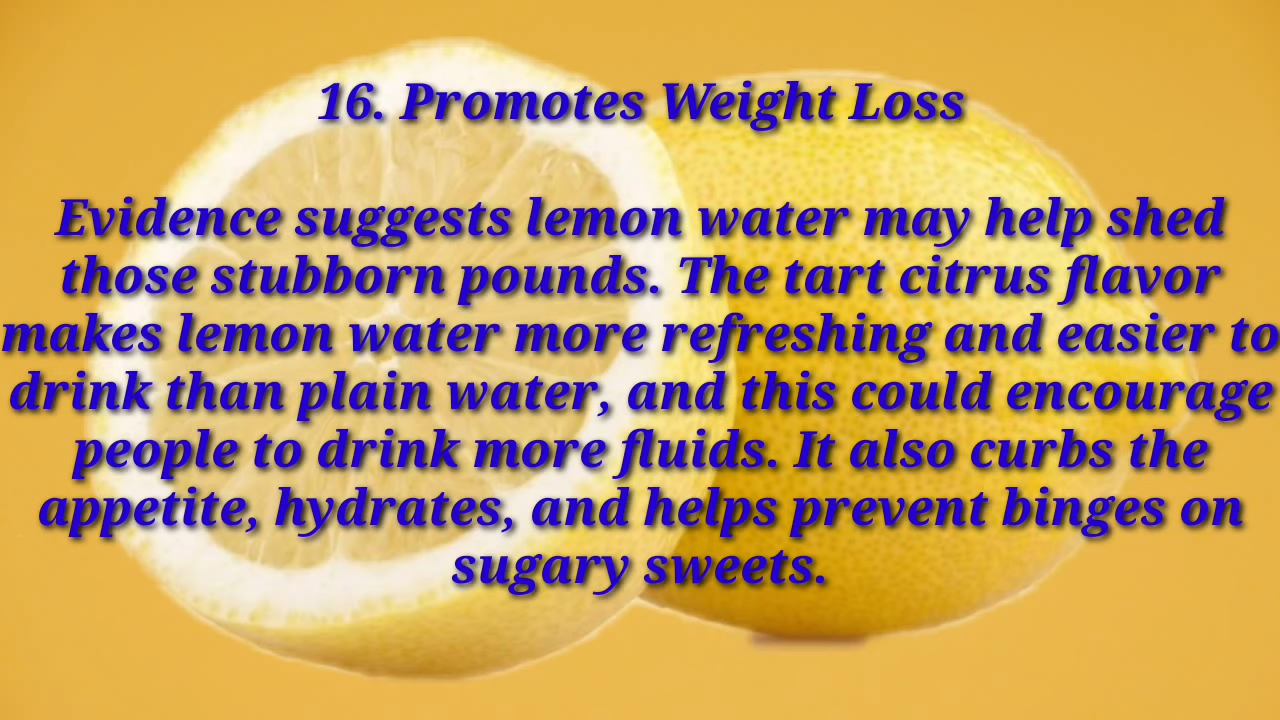 16. Promotes Weight Loss
Evidence suggests lemon water may help shed
those stubborn pounds. The tart citrus flavor
makes lemon water more refreshing and easier to
drink than plain water, and this could encourage
people to drink more fluids. It also curbs the
appetite, hydrates, and helps prevent binges on
sugary sweets.